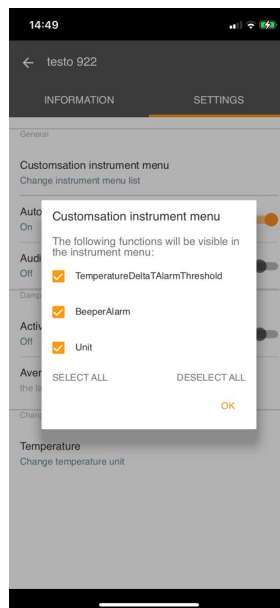 14:49
testo 922
INFORMATION
SETTINGS
General
Customsation instrument menu
Change instrument menu list
Auto
On
Audi
Off
Damp
Activ
Off
Aver
the la
Chang
Customsation instrument menu
The following functions will be visible in
the instrument menu:
TemperatureDeltaTAlarmThreshold
BeeperAlarm
Unit
SELECT ALL
DESELECT ALL
OK
Temperature
Change temperature unit